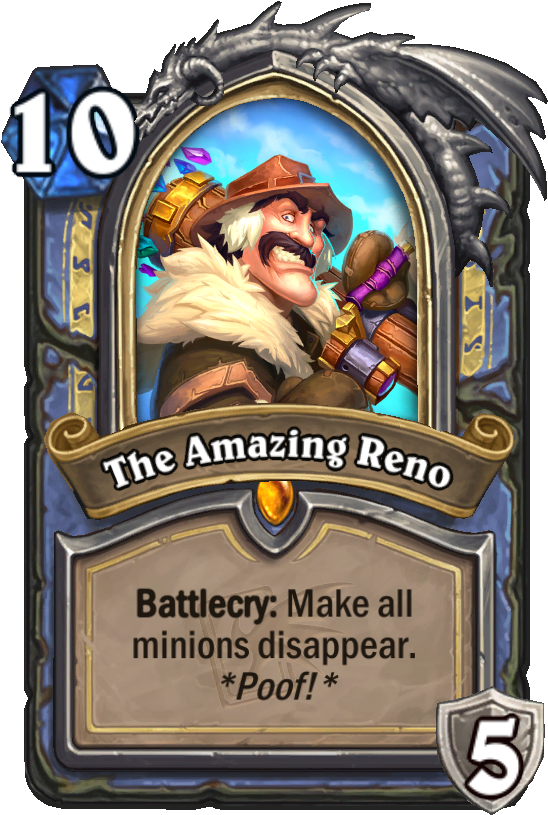 10
The Amazing Reno
Battlecry: Make all
minions disappear.
*Poof!*
5